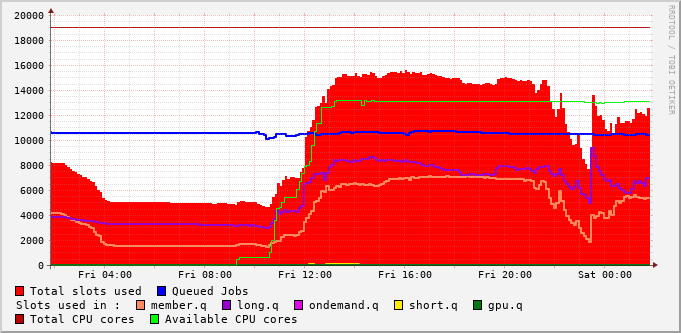 20000
18000
16000
14000
12000
10000
8000
6000
4000
2000
0
Fri 04:00 Fri 08:00 Fri 12:00 Fri 16:00 Fri 20:00 Sat 00:00
RRDTOOL / TOBI OETIKER
Total slots used Queued Jobs
Slots used in : member.q long.q ondemand.q short.q gpu.q
Total CPU cores Available CPU cores